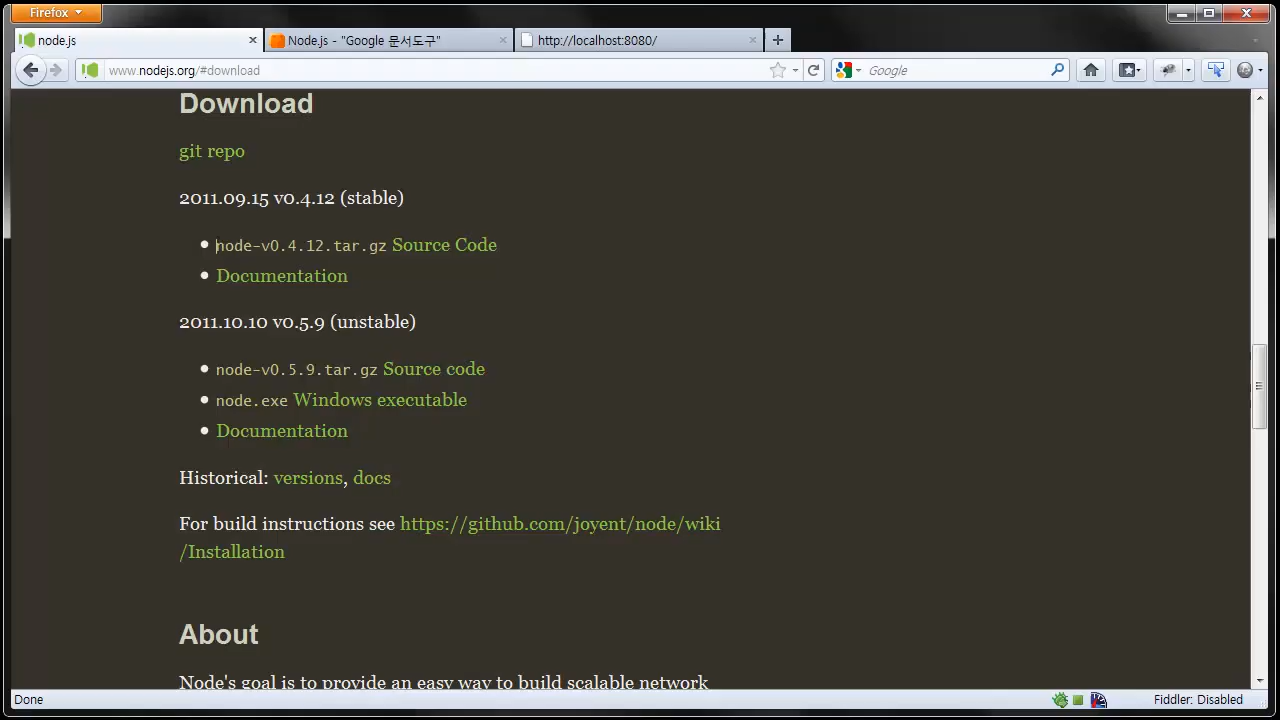 Firefox
node.js
Node.js - "Google 문서도구"
http://localhost:8080/
www.nodejs.org/#download
Google
Download
git repo
2011.09.15 v0.4.12 (stable)
node-v0.4.12.tar.gz Source Code
Documentation
2011.10.10 v0.5.9 (unstable)
node-v0.5.9.tar.gz Source code
node.exe Windows executable
Documentation
Historical: versions, docs
For build instructions see https://github.com/joyent/node/wiki
/Installation
About
Node's goal is to provide an easy way to build scalable network
Done
Fiddler: Disabled